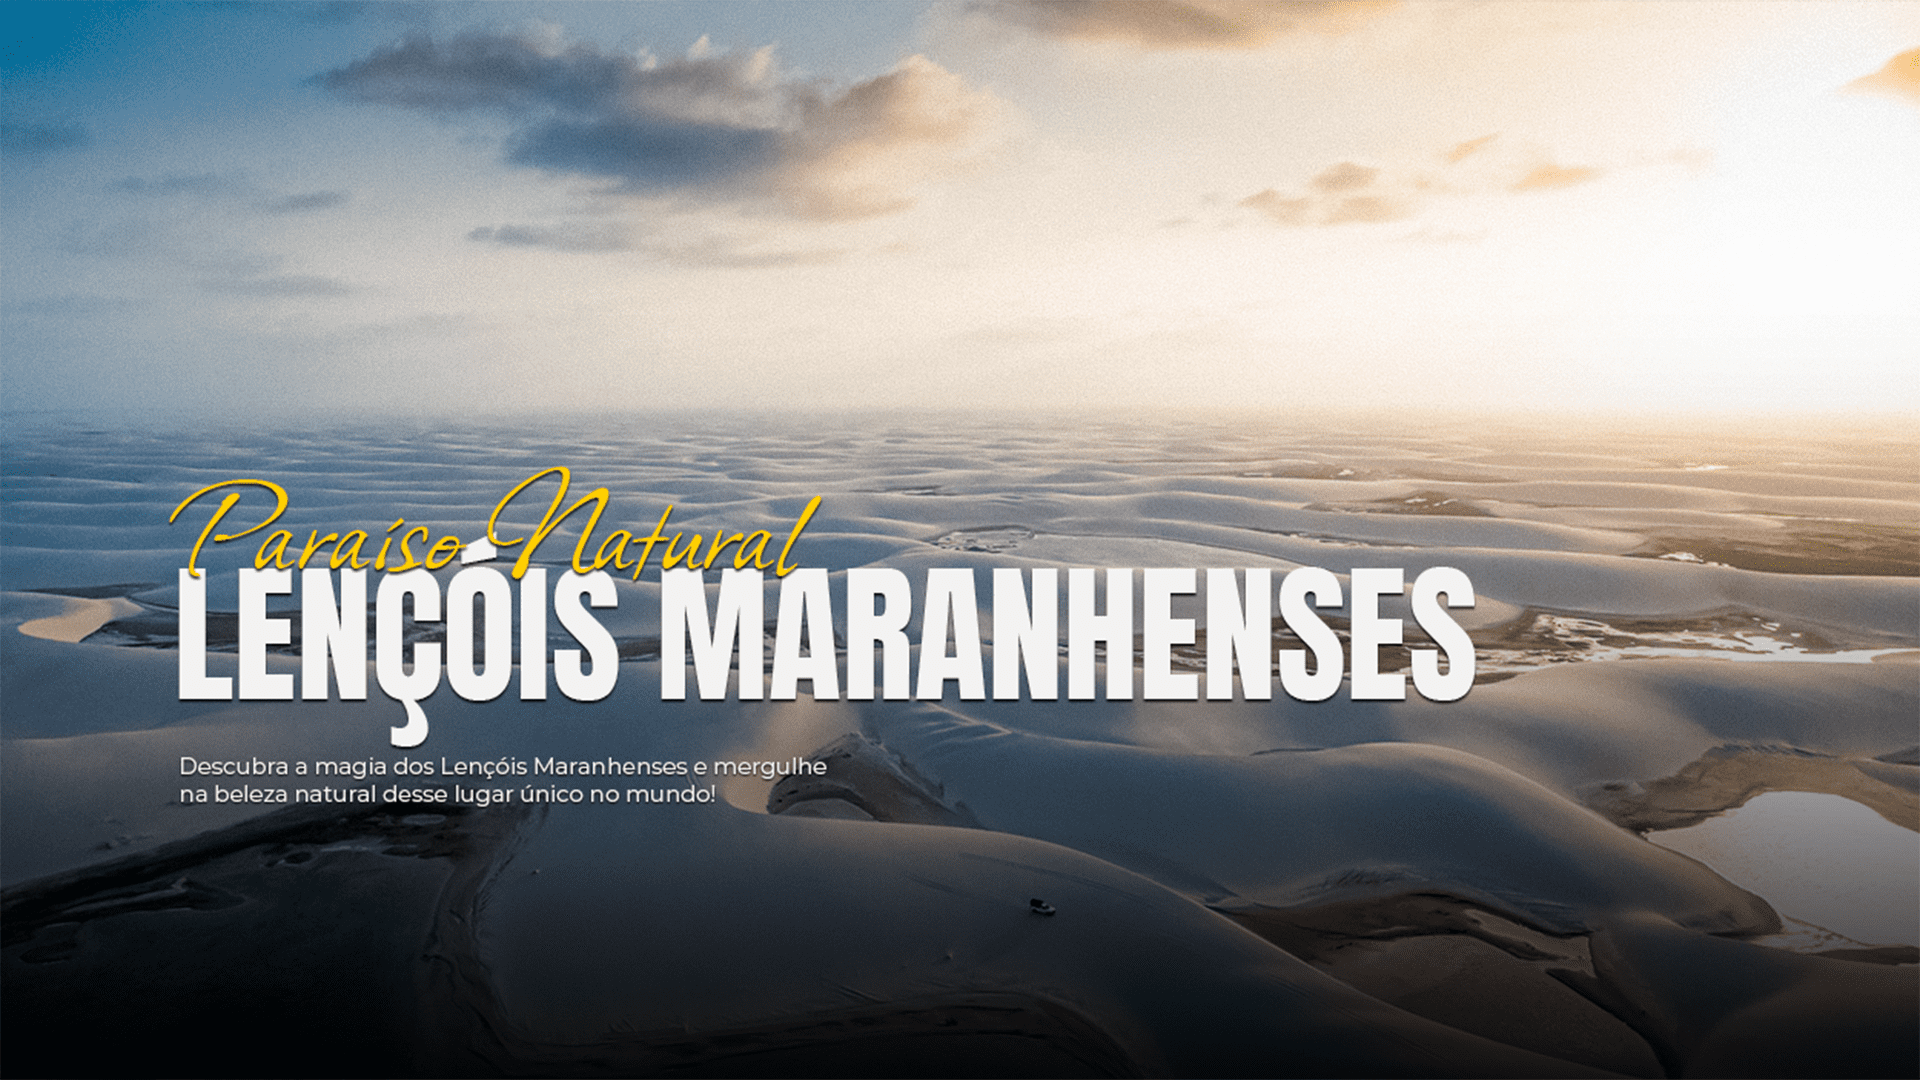 Paraíso Natural
LENÇÓIS MARANHENSES
Descubra a magia dos Lençóis Maranhenses e mergulhe
na beleza natural desse lugar único no mundo!